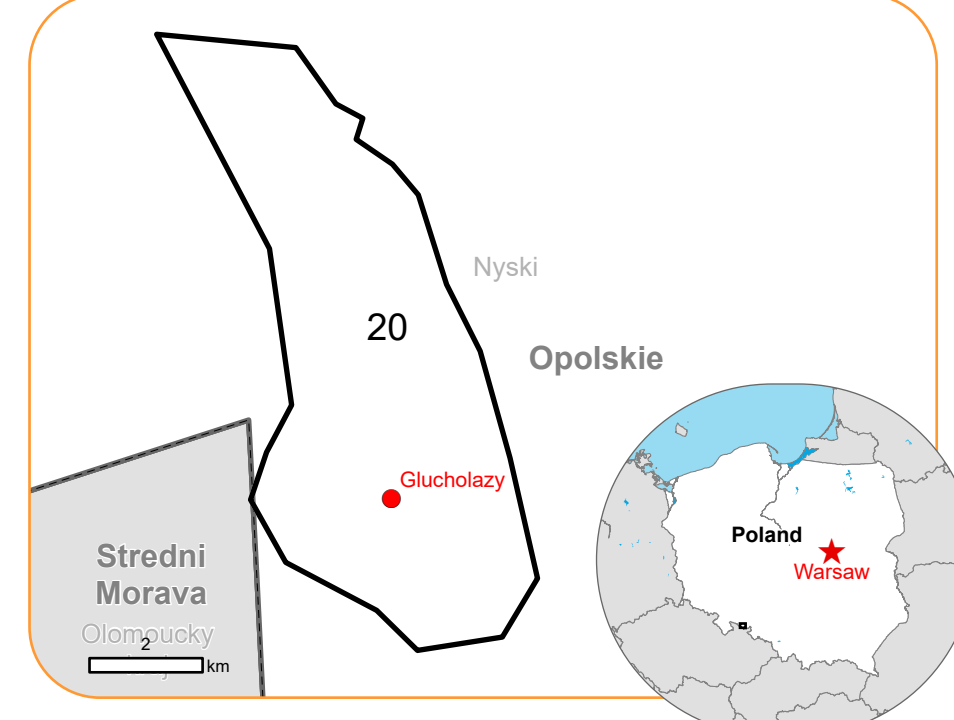 Nyski
20
Opolskie
Glucholazy
Stredni
Morava
Olomoucky
2
km
Poland
Warsaw